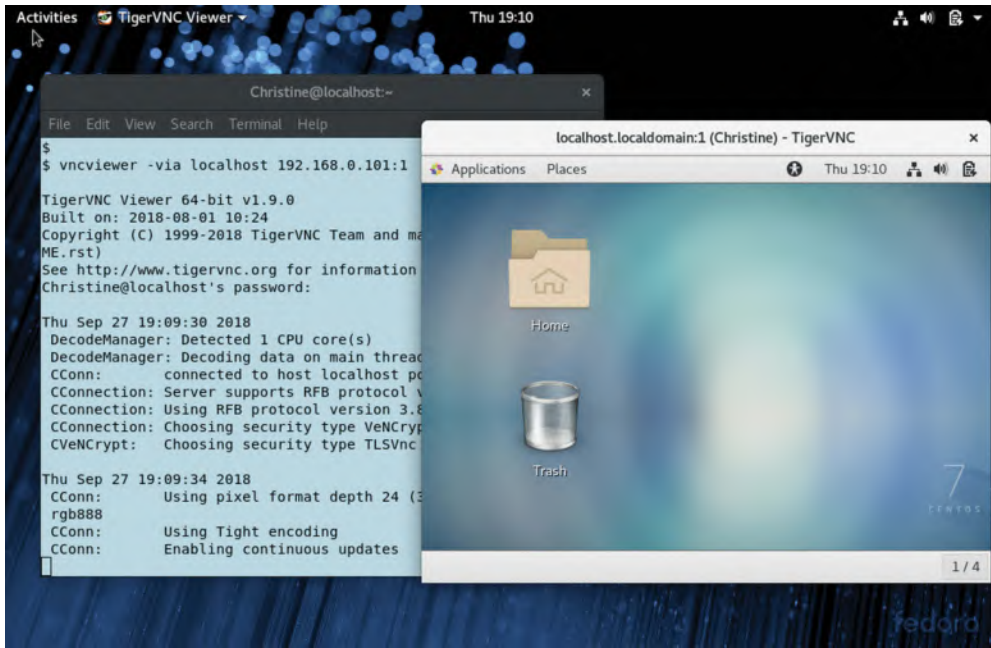 Activities TigerVNC Viewer Thu 19:10
Christine@localhost:~ ×
File Edit View Search Terminal Help
$
$ vncviewer -via localhost 192.168.0.101:1
TigerVNC Viewer 64-bit v1.9.0
Built on: 2018-08-01 10:24
Copyright (C) 1999-2018 TigerVNC Team and
ME.rst)
See http://www.tigervnc.org for information
Christine@localhost's password:
Thu Sep 27 19:09:30 2018
DecodeManager: Detected 1 CPU core(s)
DecodeManager: Decoding data on main
CConn: connected to host localhost
CConnection: Server supports RFB protocol
CConnection: Using RFB protocol version
CConnection: Choosing security type
CVeNCrypt: Choosing security type TLSVnc
Thu Sep 27 19:09:34 2018
CConn: Using pixel format depth 24
rgb888
CConn: Using Tight encoding
CConn: Enabling continuous updates
localhost.localdomain:1 (Christine) - TigerVNC ×
Applications Places Thu 19:10
Home
Trash
7
CENTOS
1 / 4
fedora